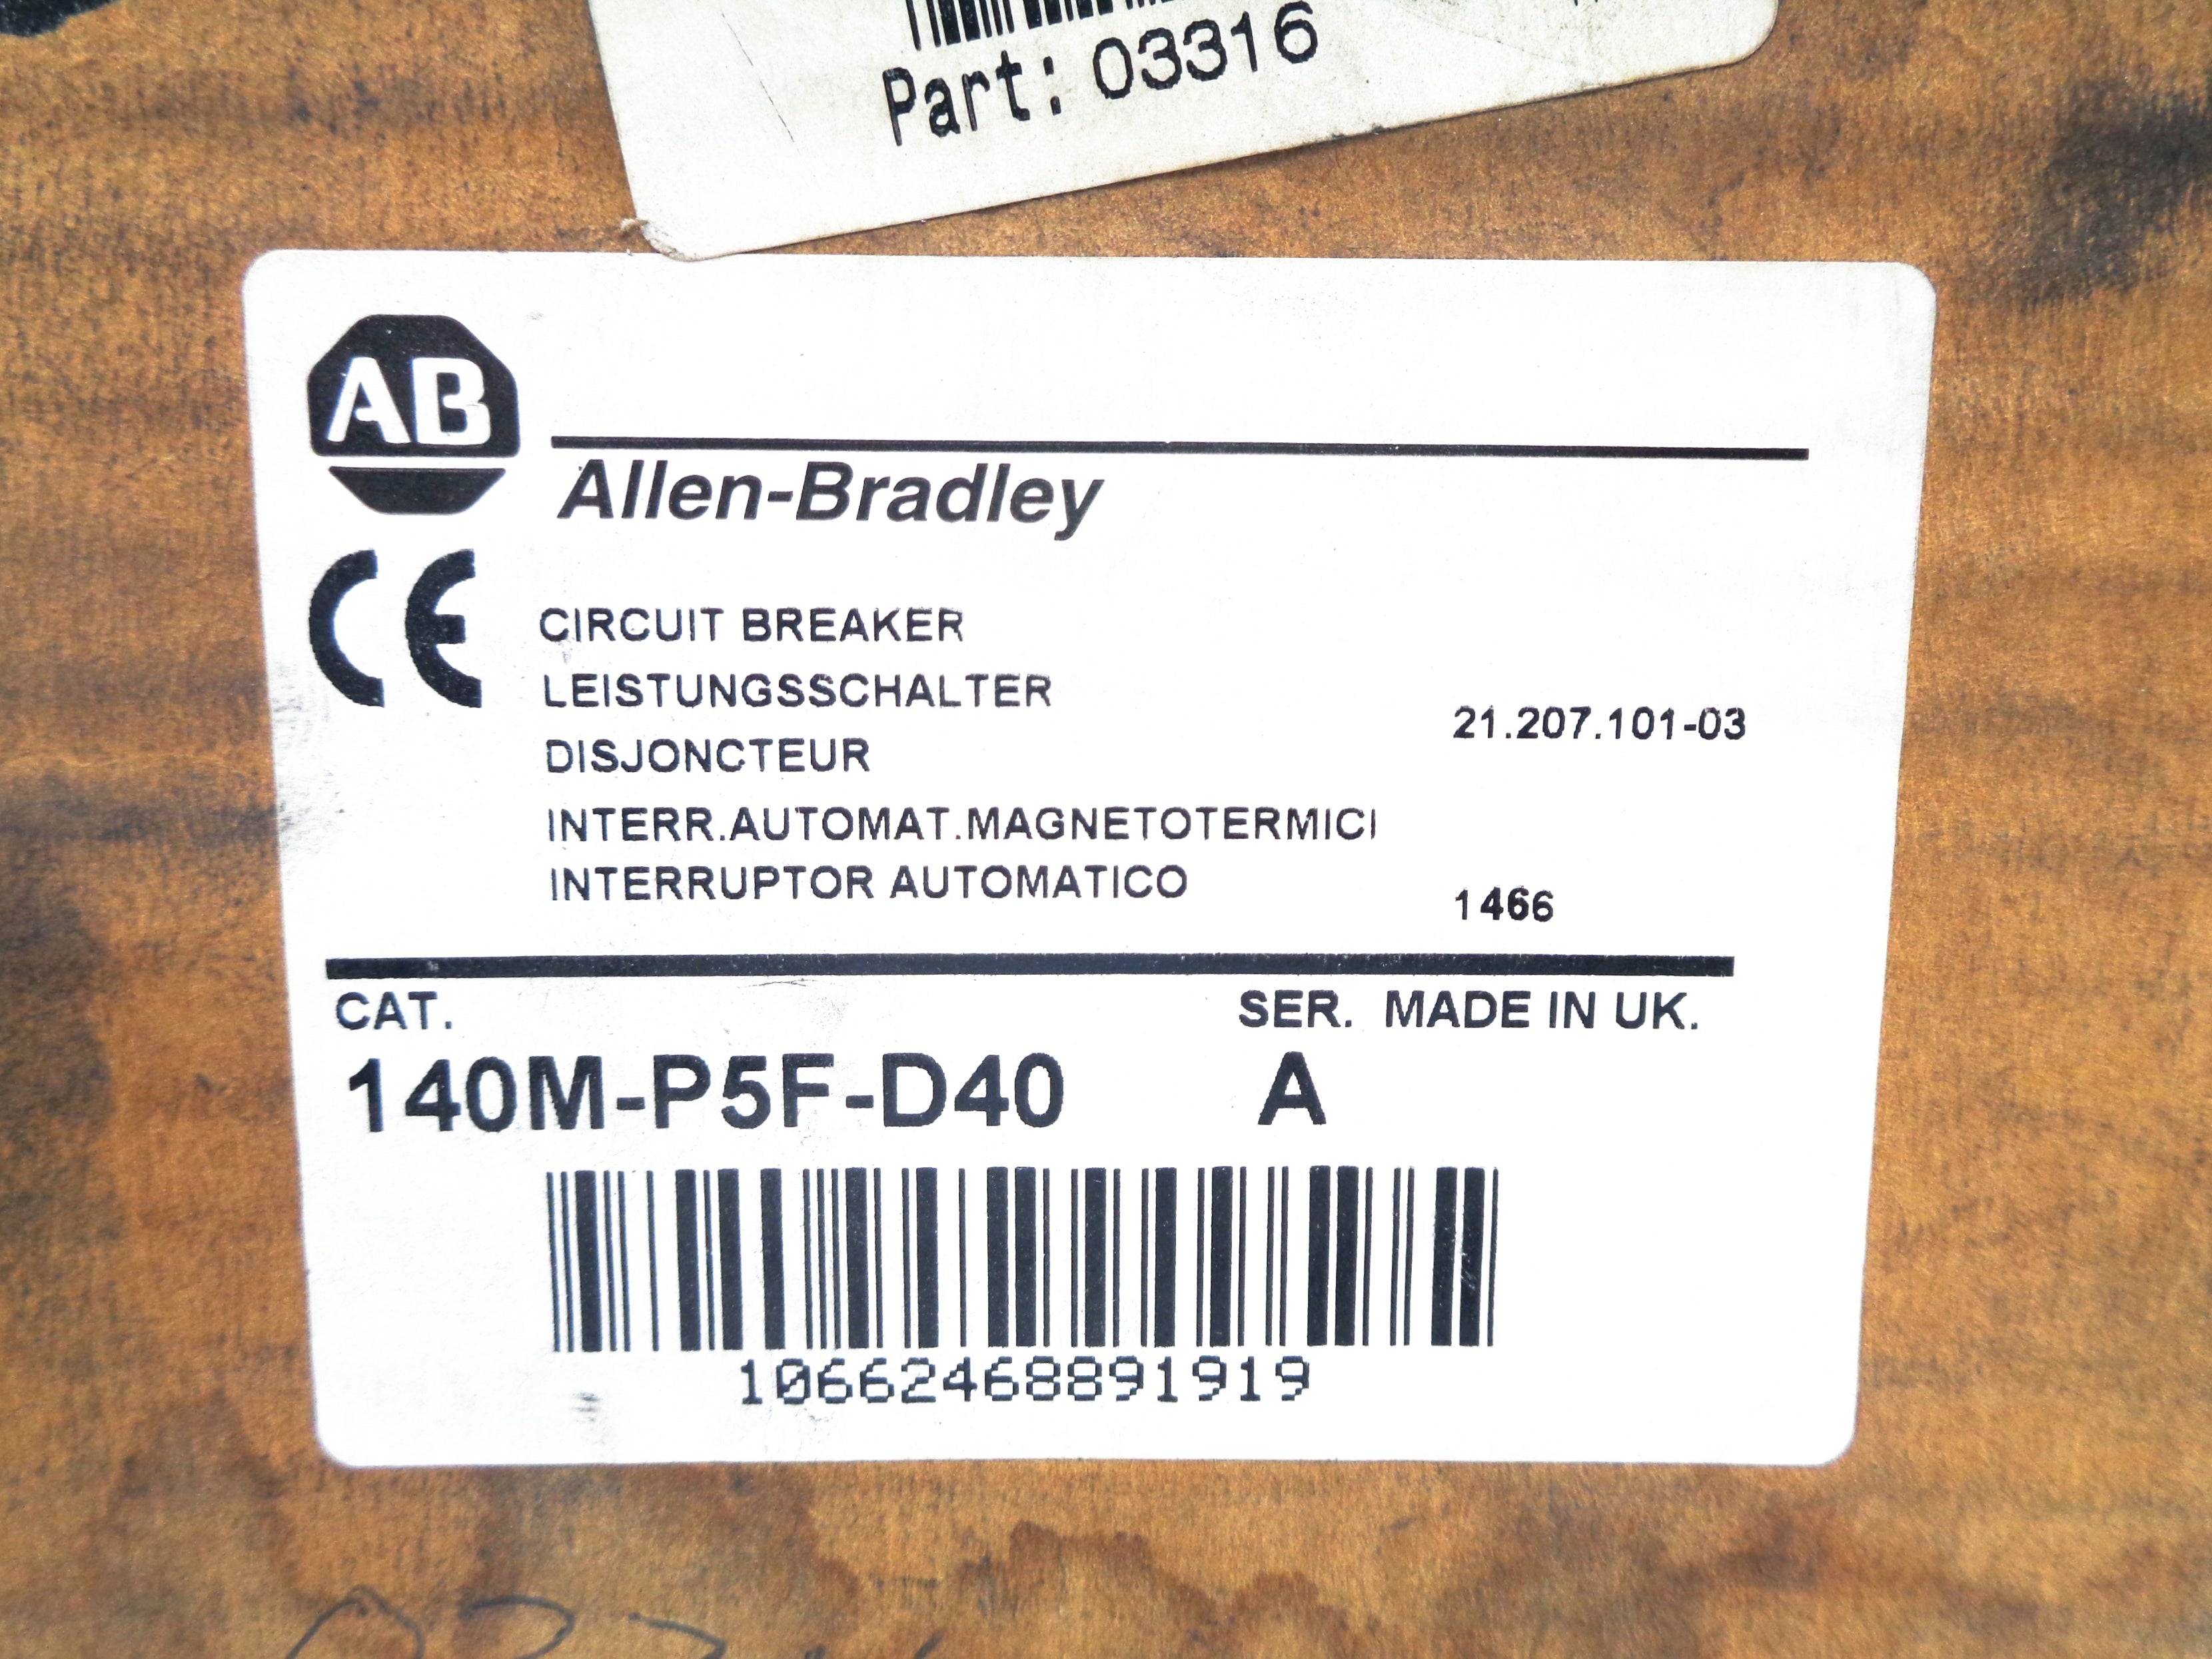 Part: 03316
AB
Allen-Bradley
CE
CIRCUIT BREAKER
LEISTUNGSSCHALTER
21.207.101-03
DISJONCTEUR
INTERR.AUTOMAT.MAGNETOTERMICI
INTERRUPTOR AUTOMATICO
1466
CAT. SER. MADE IN UK.
140M-P5F-D40 A
10662468891919